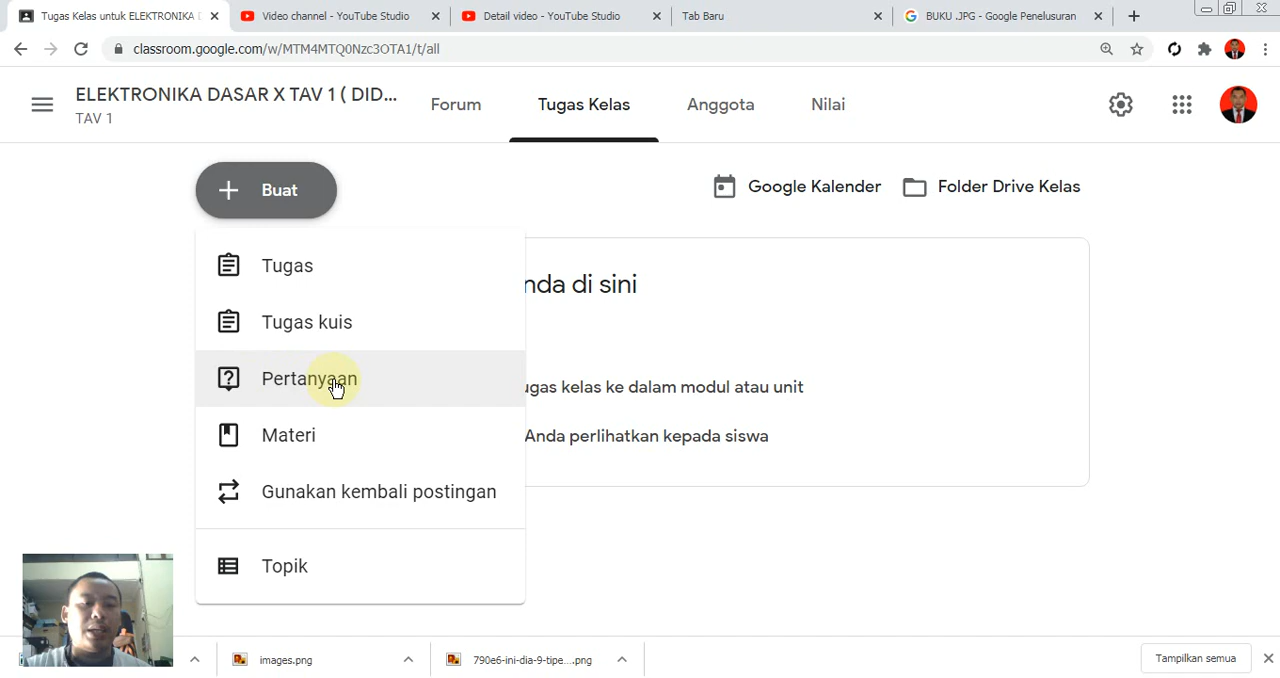 Tugas Kelas untuk ELEKTRONIKA D
Video channel - YouTube Studio
Detail video - YouTube Studio
Tab Baru
BUKU .JPG - Google Penelusuran
classroom.google.com/w/MTM4MTQ0Nzc3OTA1/t/all
ELEKTRONIKA DASAR X TAV 1 ( DID...
TAV 1
Forum
Tugas Kelas
Anggota
Nilai
Buat
Google Kalender
Folder Drive Kelas
Tugas
nda di sini
Tugas kuis
Pertanyaan
ugas kelas ke dalam modul atau unit
Materi
Anda perlihatkan kepada siswa
Gunakan kembali postingan
Topik
images.png
790e6-ini-dia-9-tipe....png
Tampilkan semua